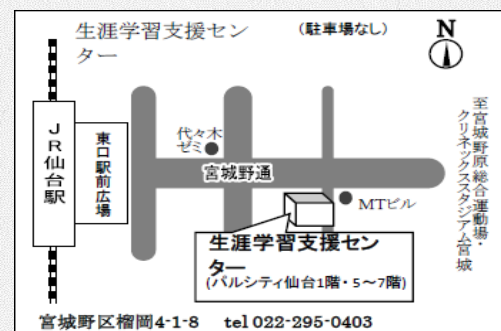 生涯学習支援セン
ター
(駐車場なし)
N
至宮城野原総合運動場・
クリネックススタジアム宮城
JR仙台駅
東口駅前広場
代々木
ゼミ
宮城野通
MTビル
生涯学習支援セン
ター
(パルシティ仙台1階・5～7階)
宮城野区榴岡4-1-8 tel 022-295-0403